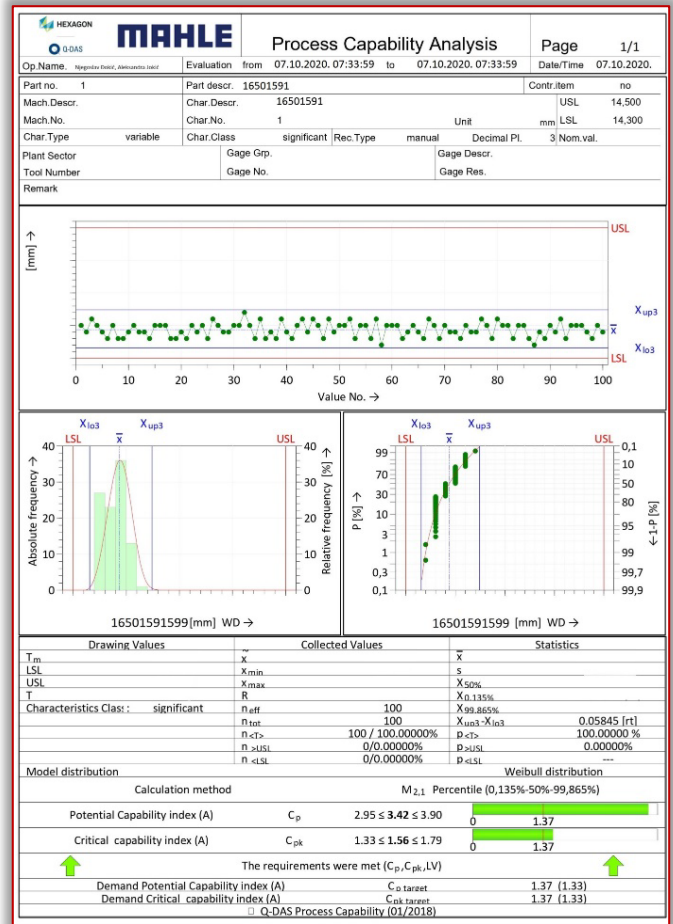 HEXAGON
Q-DAS
MAHLE
Process Capability Analysis
Page 1/1
Op.Name.
Evaluation from 07.10.2020. 07:33:59 to 07.10.2020. 07:33:59 Date/Time 07.10.2020.
Part no. 1 Part descr. 16501591 Contr.item no
Mach.Descr. Char.Descr. 16501591 USL 14,500
Mach.No. Char.No. 1 Unit mm LSL 14,300
Char.Type variable Char.Class significant Rec.Type manual Decimal Pl. 3 Nom.val.
Plant Sector Gage Grp. Gage Descr.
Tool Number Gage No. Gage Res.
Remark
[mm] →
USL
Xup3
x̄
Xlo3
LSL
0 10 20 30 40 50 60 70 80 90 100
Value No. →
Xlo3 Xup3
LSL x̄ USL
Absolute frequency →
40
30
20
10
0
Relative frequency [%] →
40
30
20
10
0
16501591599[mm] WD →
Xlo3 Xup3
LSL x̄ USL
P [%] →
99
70
30
10
3
1
0,3
0,1
←1-P [%]
0,1
10
50
80
95
99
99,7
99,9
16501591599 [mm] WD →
Drawing Values Collected Values Statistics
Tm x̃ x̄
LSL xmin s
USL xmax X50%
T R X0.135%
Characteristics Class: significant neff 100 X99.865%
ntot 100 Xup3-Xlo3 0.05845 [rt]
n<T> 100 / 100.00000% p<T> 100.00000 %
n>USL 0/0.00000% p>USL 0.00000%
n<LSL 0/0.00000% p<LSL ---
Model distribution Weibull distribution
Calculation method M2,1 Percentile (0,135%-50%-99,865%)
Potential Capability index (A) Cp 2.95 ≤ 3.42 ≤ 3.90
0 1.37
Critical capability index (A) Cpk 1.33 ≤ 1.56 ≤ 1.79
0 1.37
The requirements were met (Cp,Cpk,LV)
Demand Potential Capability index (A) Cp target 1.37 (1.33)
Demand Critical capability index (A) Cpk target 1.37 (1.33)
□ Q-DAS Process Capability (01/2018)